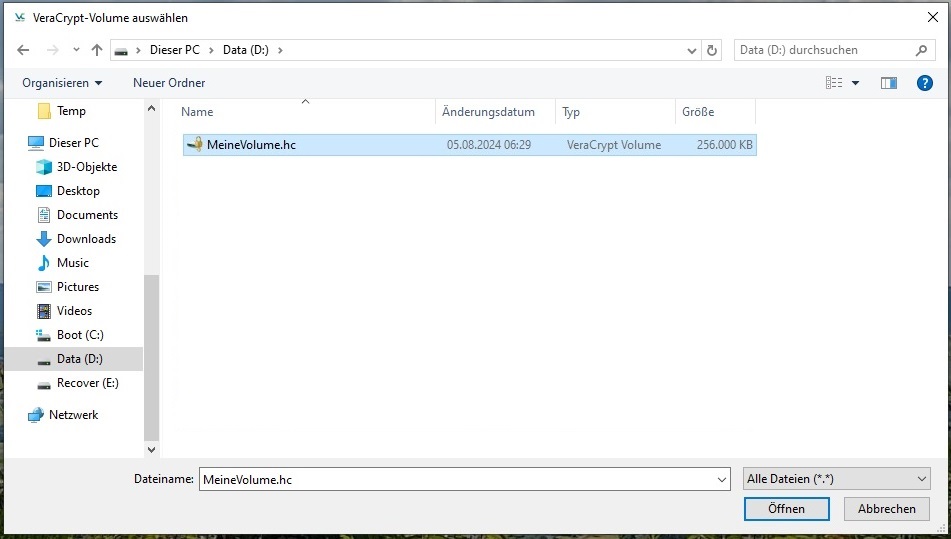 VeraCrypt-Volume auswählen
Dieser PC > Data (D:) >
Data (D:) durchsuchen
Organisieren
Neuer Ordner
Name Änderungsdatum Typ Größe
MeineVolume.hc 05.08.2024 06:29 VeraCrypt Volume 256.000 KB
Temp
Dieser PC
3D-Objekte
Desktop
Documents
Downloads
Music
Pictures
Videos
Boot (C:)
Data (D:)
Recover (E:)
Netzwerk
Dateiname: MeineVolume.hc
Alle Dateien (*.*)
Öffnen
Abbrechen